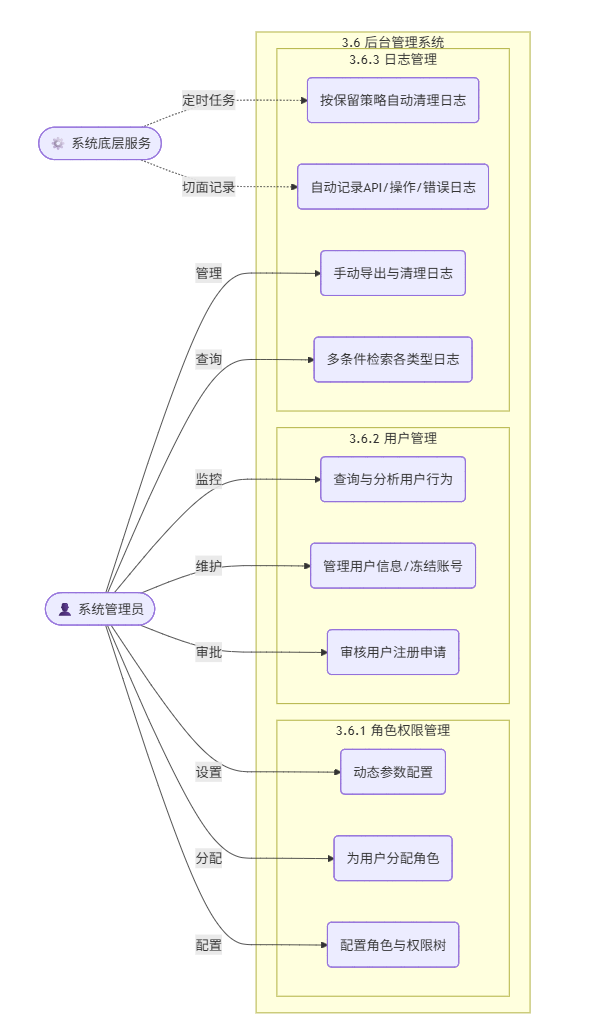 3.6 后台管理系统
3.6.3 日志管理
定时任务
按保留策略自动清理日志
系统底层服务
切面记录
自动记录API/操作/错误日志
管理
手动导出与清理日志
查询
多条件检索各类型日志
3.6.2 用户管理
监控
查询与分析用户行为
维护
管理用户信息/冻结账号
系统管理员
审批
审核用户注册申请
3.6.1 角色权限管理
设置
动态参数配置
分配
为用户分配角色
配置
配置角色与权限树